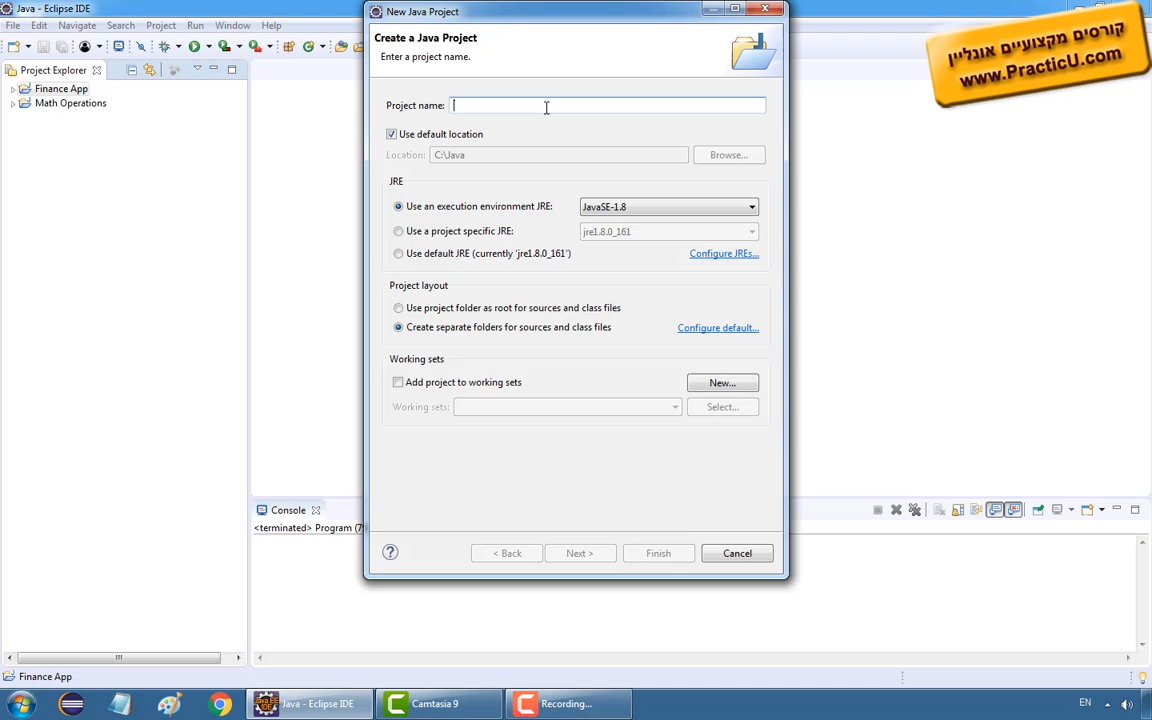 Java - Eclipse IDE
File Edit Navigate Search Project Run Window Help
Project Explorer
Finance App
Math Operations
New Java Project
Create a Java Project
Enter a project name.
Project name:
Use default location
Location: C:\Java Browse...
JRE
Use an execution environment JRE: JavaSE-1.8
Use a project specific JRE: jre1.8.0_161
Use default JRE (currently 'jre1.8.0_161') Configure JREs...
Project layout
Use project folder as root for sources and class files
Create separate folders for sources and class files Configure default...
Working sets
Add project to working sets New...
Working sets: Select...
< Back Next > Finish Cancel
קורסים מקצועיים אונליין
www.PracticU.com
Console
<terminated> Program (7
Finance App
Java - Eclipse IDE Camtasia 9 Recording... EN